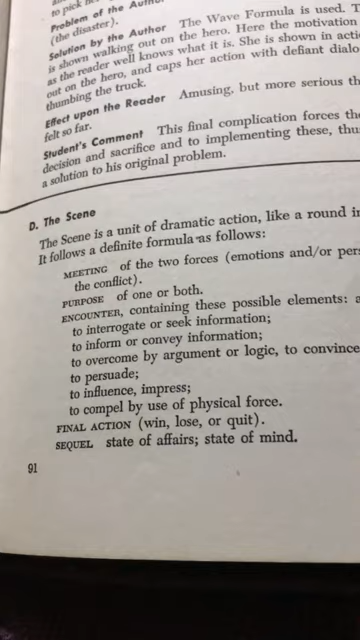 to pick
Problem of the Author
(the disaster).
Solution by the Author The Wave Formula is used.
is shown walking out on the hero. Here the motivation
as the reader well knows what it is. She is shown in
out on the hero, and caps her action with defiant
thumbing the truck.
Effect upon the Reader Amusing, but more serious
felt so far.
Student's Comment This final complication forces
decision and sacrifice and to implementing these,
a solution to his original problem.
D. The Scene
The Scene is a unit of dramatic action, like a round
It follows a definite formula as follows:
MEETING of the two forces (emotions and/or
the conflict).
PURPOSE of one or both.
ENCOUNTER, containing these possible elements:
to interrogate or seek information;
to inform or convey information;
to overcome by argument or logic, to convince
to persuade;
to influence, impress;
to compel by use of physical force.
FINAL ACTION (win, lose, or quit).
SEQUEL state of affairs; state of mind.
91